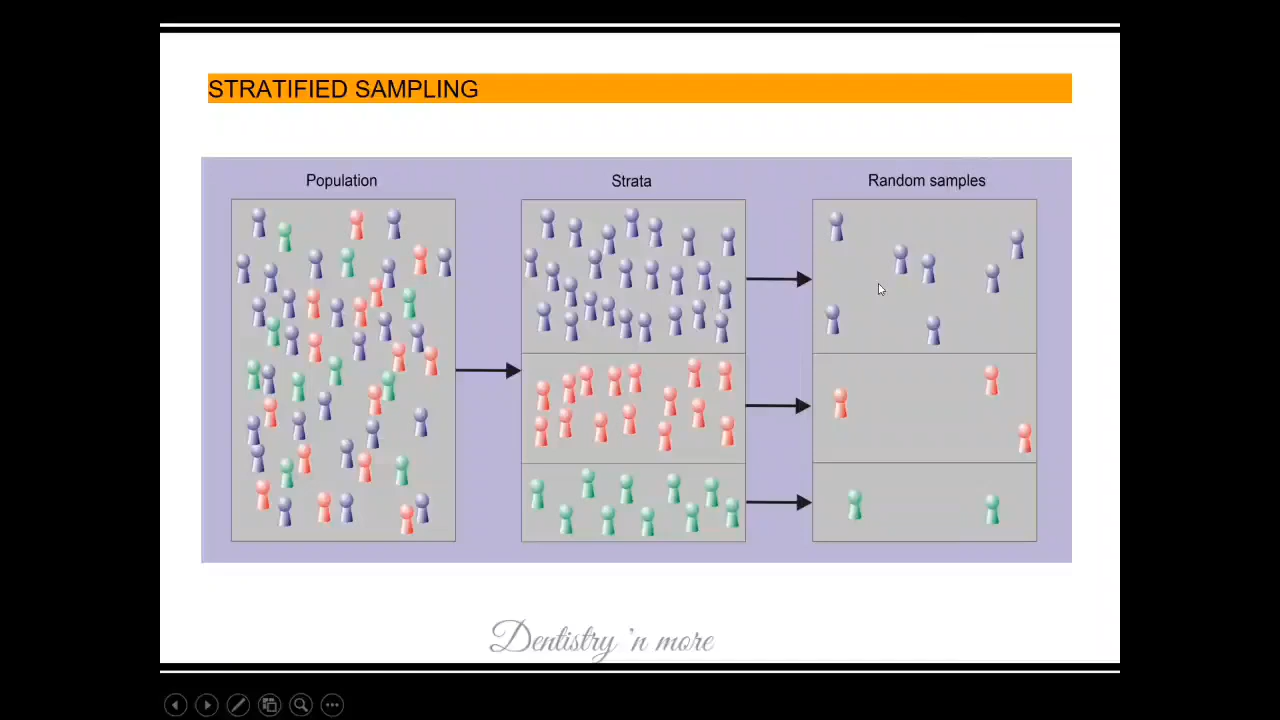 STRATIFIED SAMPLING
Population
Strata
Random samples
Dentistry 'n more